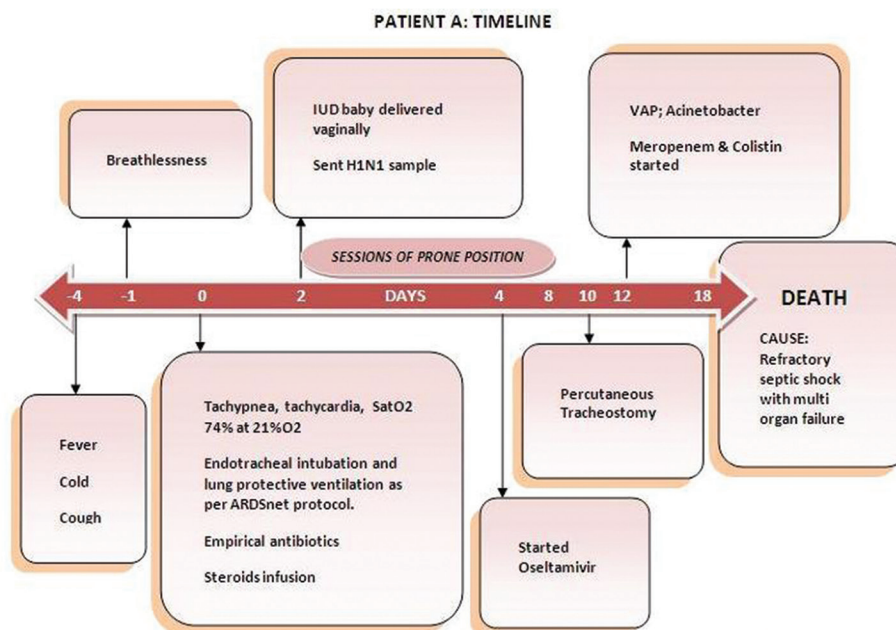 PATIENT A: TIMELINE
Breathlessness
IUD baby delivered
vaginally
Sent H1N1 sample
VAP; Acinetobacter
Meropenem & Colistin
started
SESSIONS OF PRONE POSITION
-4 -1 0 2 DAYS 4 8 10 12 18
DEATH
CAUSE:
Refractory
septic shock
with multi
organ failure
Fever
Cold
Cough
Tachypnea, tachycardia, SatO2
74% at 21%O2
Endotracheal intubation and
lung protective ventilation as
per ARDSnet protocol.
Empirical antibiotics
Steroids infusion
Percutaneous
Tracheostomy
Started
Oseltamivir